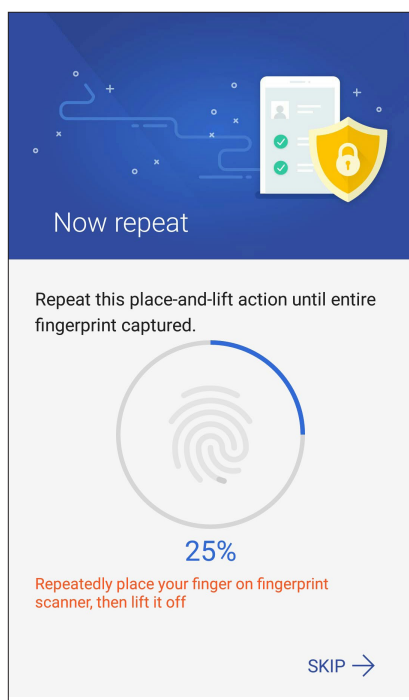 Now repeat
Repeat this place-and-lift action until entire
fingerprint captured.
25%
Repeatedly place your finger on fingerprint
scanner, then lift it off
SKIP